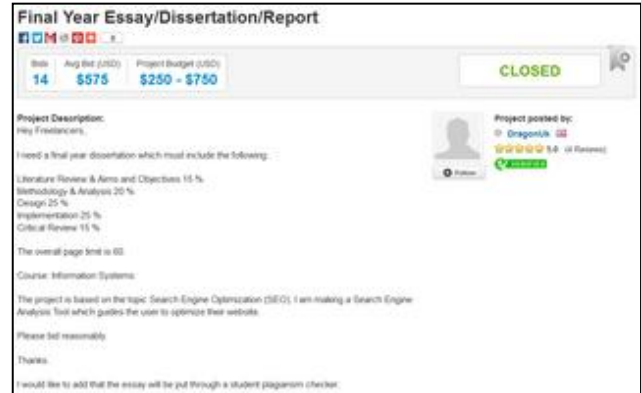 Final Year Essay/Dissertation/Report
0
Bids Avg Bid (USD) Project Budget (USD)
14 $575 $250 - $750
CLOSED
Project Description:
Hey Freelancers,
I need a final year dissertation which must include the following:
Literature Review & Aims and Objectives 15 %
Methodology & Analysis 20 %
Design 25 %
Implementation 25 %
Critical Review 15 %
The overall page limit is 60.
Course: Information Systems
The project is based on the topic Search Engine Optimization (SEO). I am making a Search Engine
Analysis Tool which guides the user to optimize their website.
Please bid reasonably.
Thanks.
I would like to add that the essay will be put through a student plagiarism checker.
Project posted by:
DragonUk
5.0 (4 Reviews)
VERIFIED
Follow